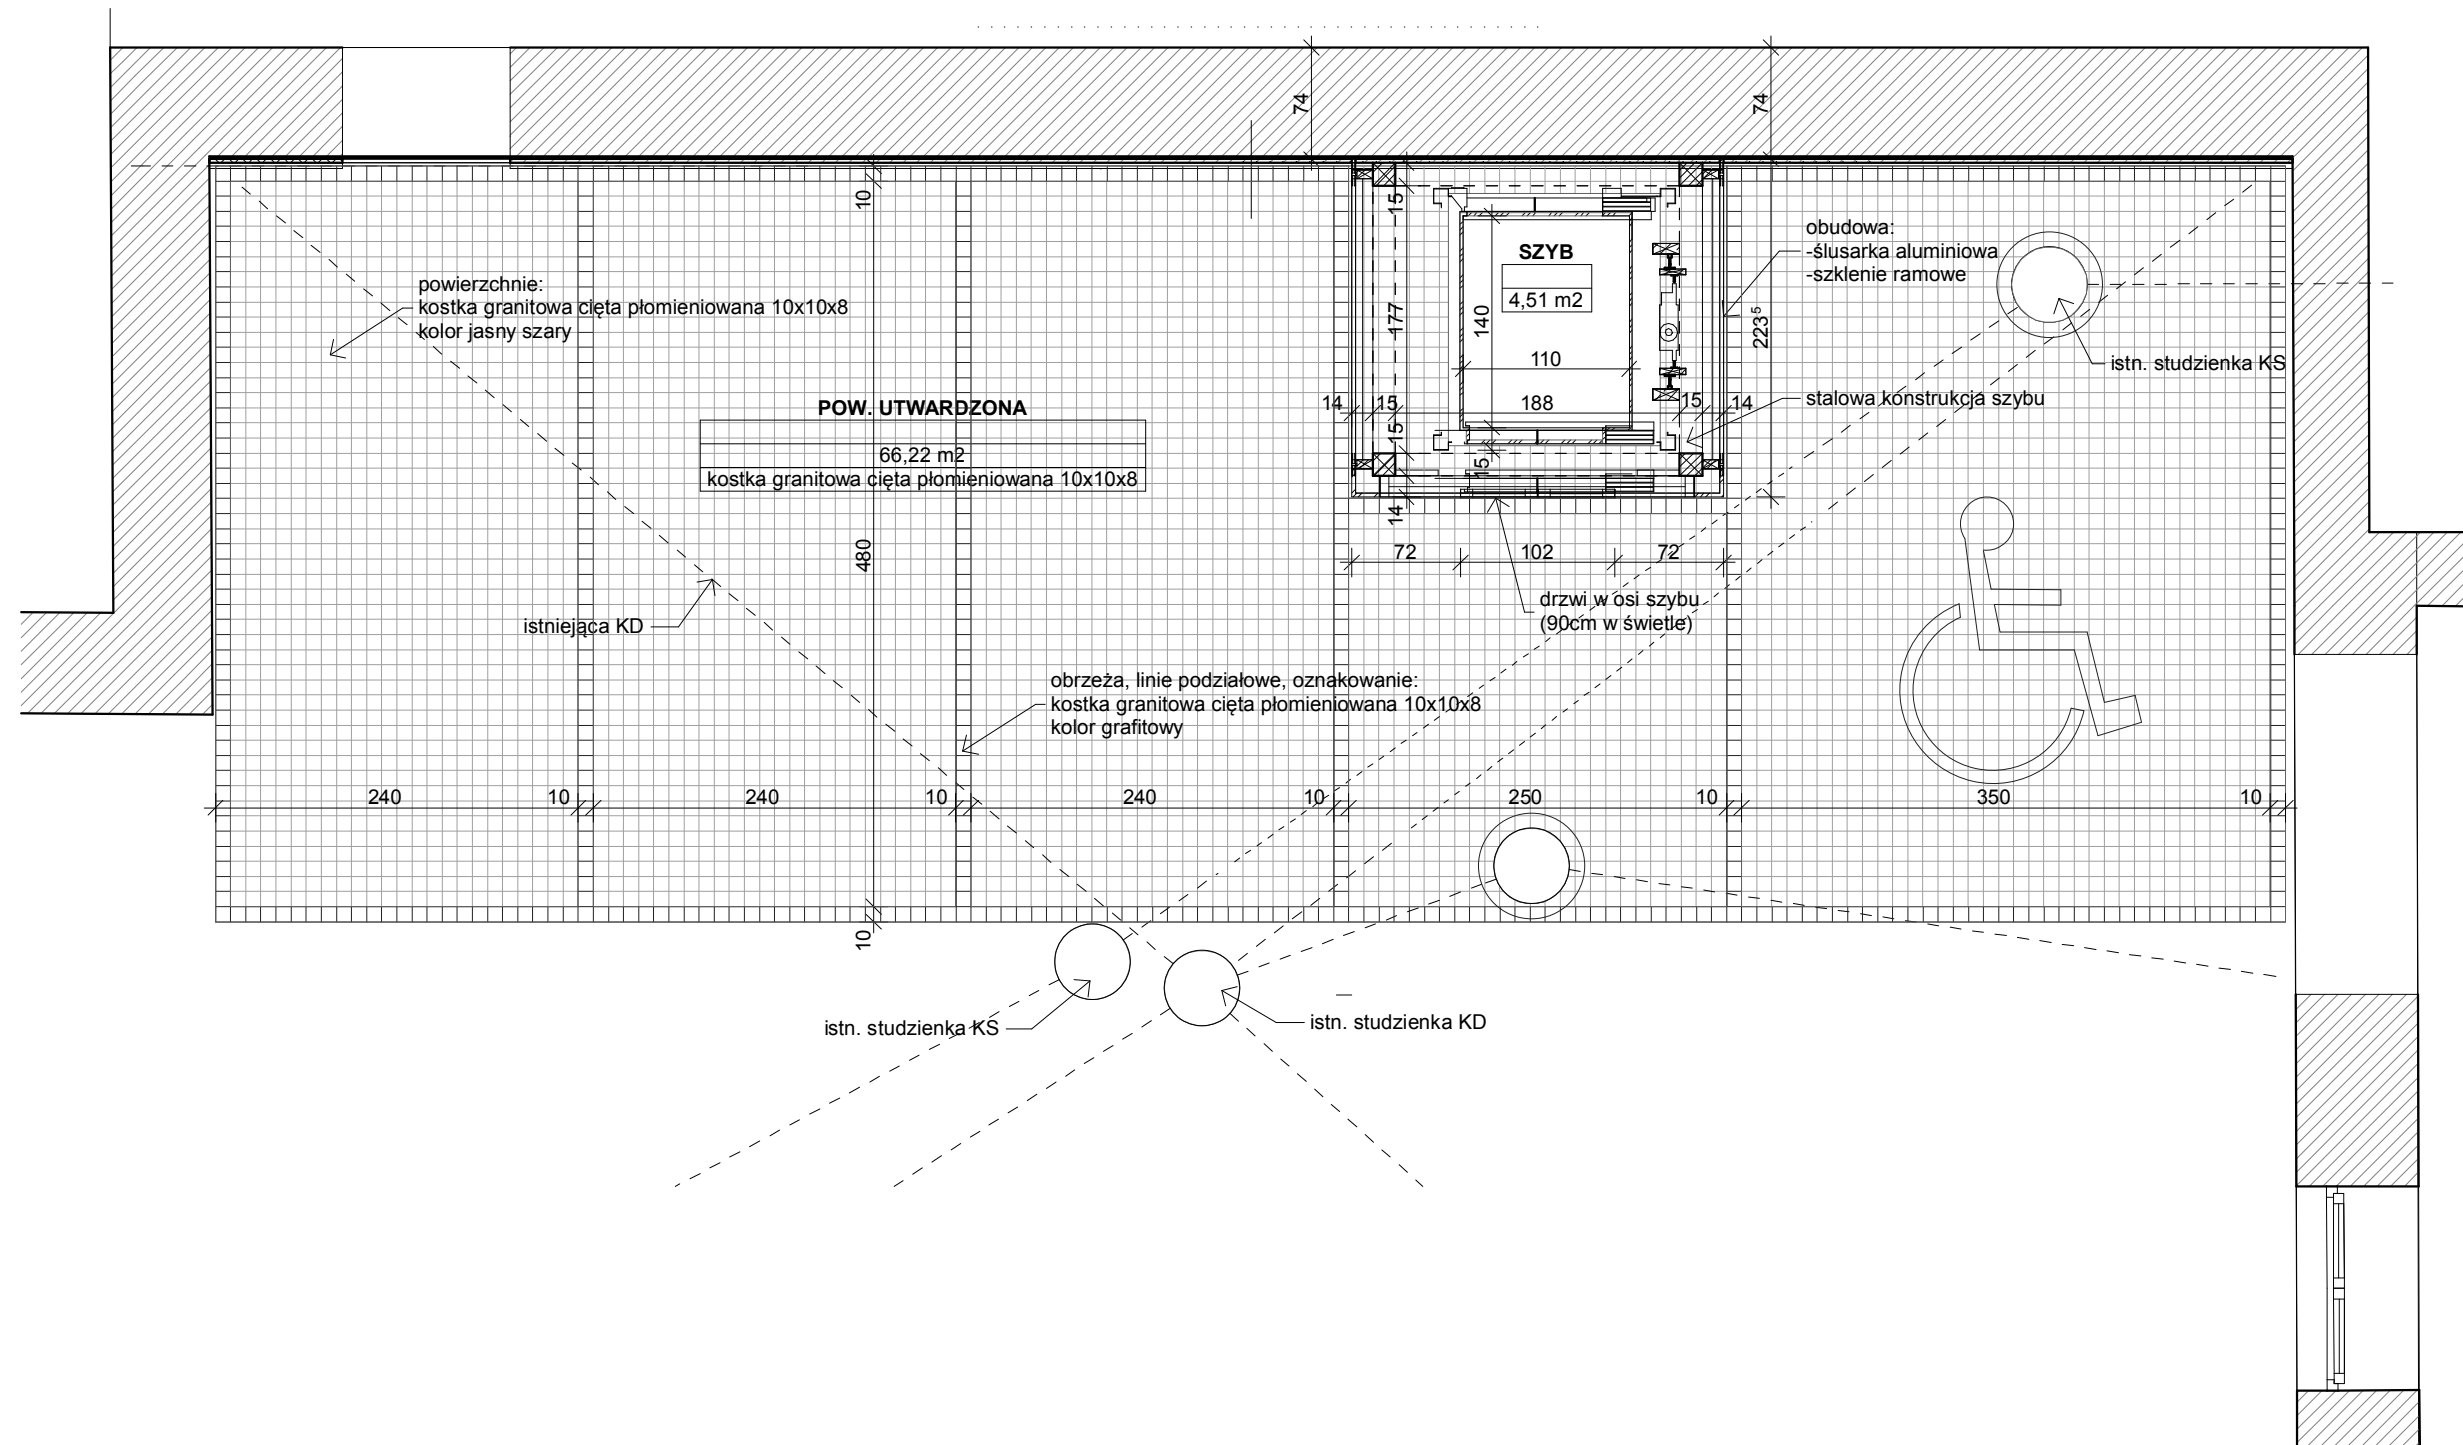 74
74
10
15
SZYB
4,51 m2
177
140
110
obudowa:
-ślusarka aluminiowa
-szklenie ramowe
223⁵
istn. studzienka KS
powierzchnie:
kostka granitowa cięta płomieniowana 10x10x8
kolor jasny szary
14
15
188
15
14
stalowa konstrukcja szybu
POW. UTWARDZONA
66,22 m2
kostka granitowa cięta płomieniowana 10x10x8
15
15
14
480
72
102
72
drzwi w osi szybu
(90cm w świetle)
istniejąca KD
obrzeża, linie podziałowe, oznakowanie:
kostka granitowa cięta płomieniowana 10x10x8
kolor grafitowy
240
10
240
10
240
10
250
10
350
10
10
istn. studzienka KS
istn. studzienka KD